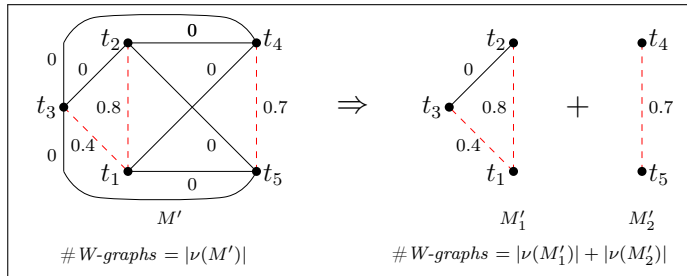 0
t₂ t₄ t₂ t₄
0 0 0 0
t₃ 0.8 0.7 ⇒ t₃ 0.8 + 0.7
0 0.4 0 0.4
t₁ t₅ t₁ t₅
0
M′ M′₁ M′₂
# W-graphs = |ν(M′)| # W-graphs = |ν(M′₁)| + |ν(M′₂)|